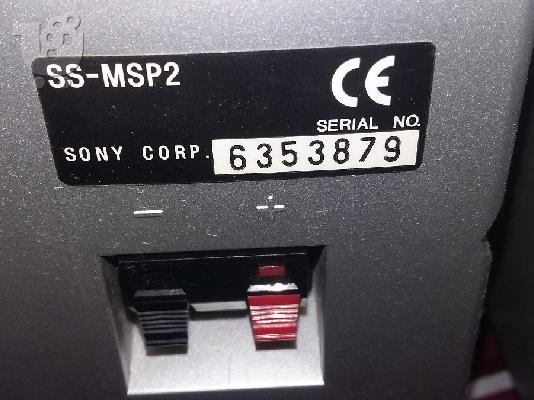 SS-MSP2
CE
SERIAL NO.
SONY CORP. 6353879
− +